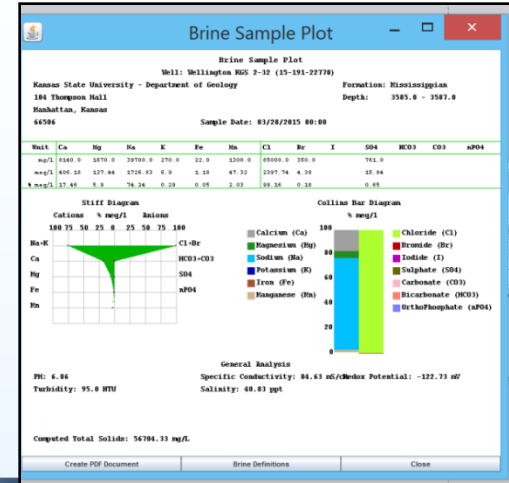 Brine Sample Plot
Brine Sample Plot
Well: Wellington KGS 2-32 (15-191-22770)
Kansas State University - Department of Geology Formation: Mississippian
104 Thompson Hall Depth: 3585.0 - 3587.0
Manhattan, Kansas
66506 Sample Date: 03/28/2015 00:00
Unit Ca Mg Na K Fe Mn Cl Br I SO4 HCO3 CO3 nPO4
mg/l 8140.0 1670.0 39700.0 270.0 22.0 1300.0 85000.0 350.0 761.0
meq/l 406.18 137.44 1726.83 6.9 1.18 47.32 2397.74 4.38 15.84
% meq/l 17.46 5.9 74.24 0.29 0.05 2.03 99.16 0.18 0.65
Stiff Diagram Collins Bar Diagram
Cations % meq/l Anions % meq/l
100 75 50 25 0 25 50 75 100
Na+K Cl+Br
Ca HCO3+CO3
Mg SO4
Fe nPO4
Mn
100
80
60
40
20
0
Calcium (Ca) Chloride (Cl)
Magnesium (Mg) Bromide (Br)
Sodium (Na) Iodide (I)
Potassium (K) Sulphate (SO4)
Iron (Fe) Carbonate (CO3)
Manganese (Mn) Bicarbonate (HCO3)
OrthoPhosphate (nPO4)
General Analysis
PH: 6.86 Specific Conductivity: 84.63 mS/cm Redox Potential: -122.73 mV
Turbidity: 95.0 NTU Salinity: 40.83 ppt
Computed Total Solids: 56704.33 mg/L
Create PDF Document Brine Definitions Close